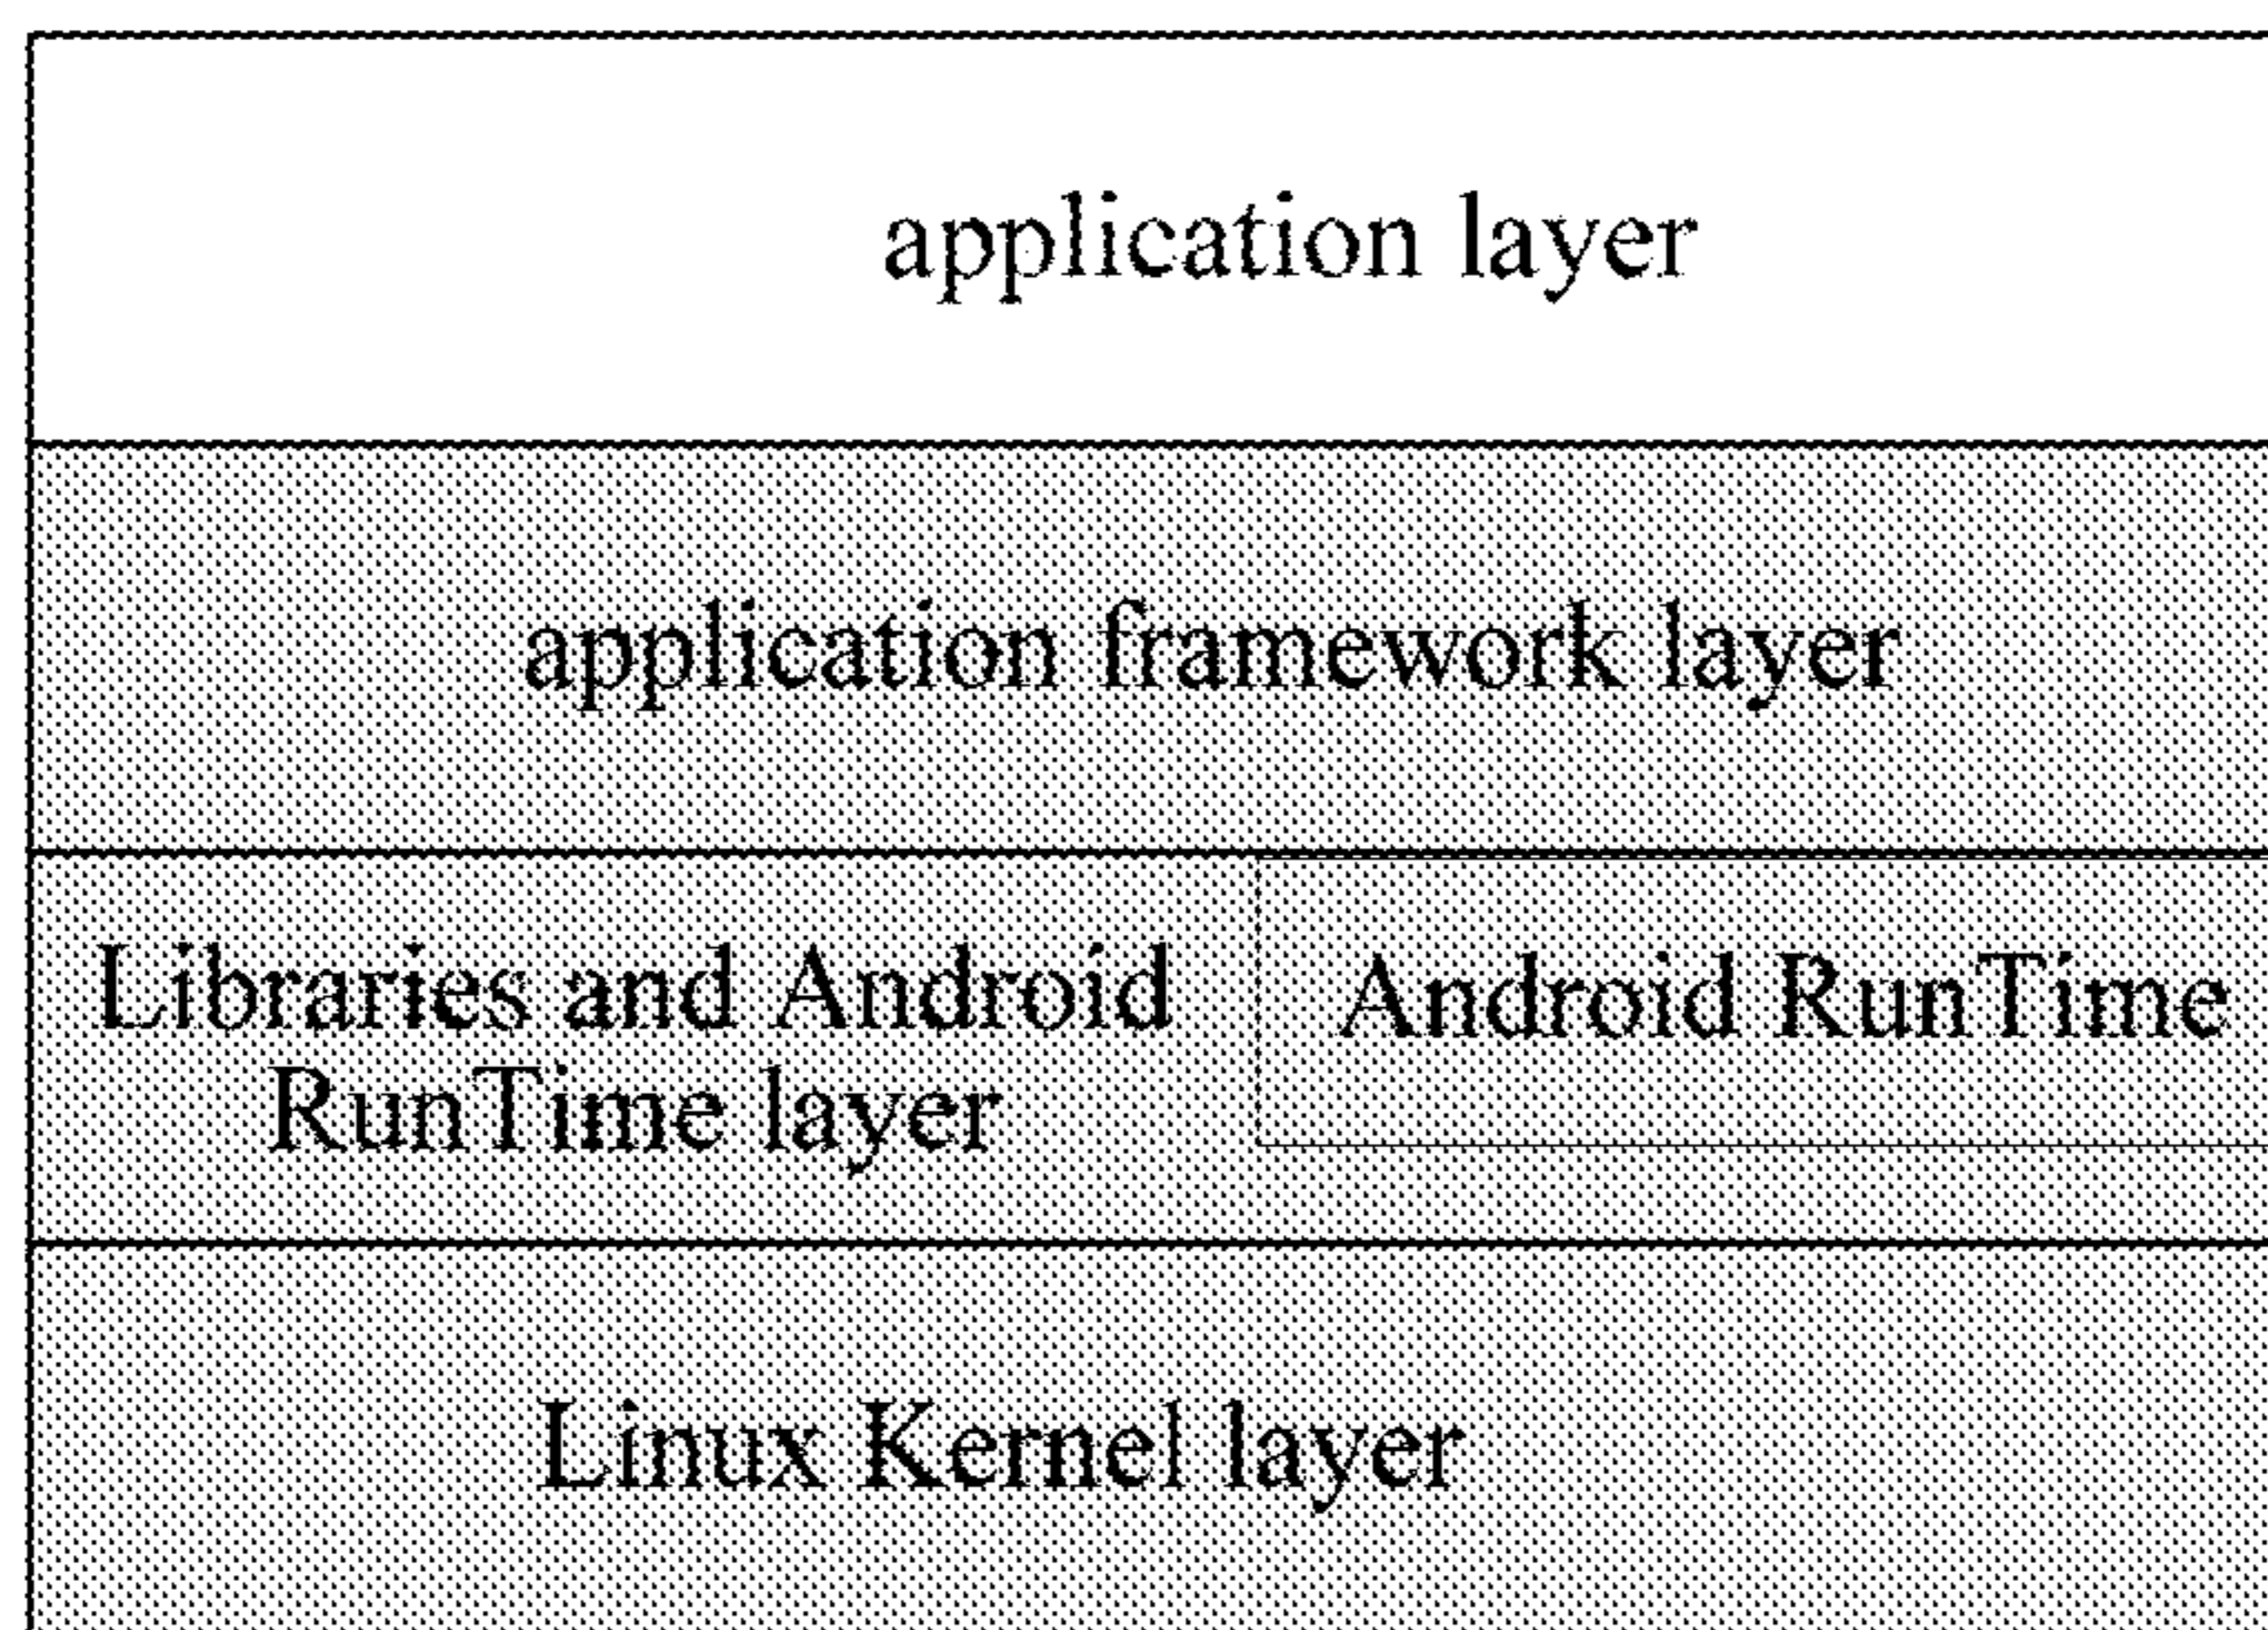 application layer
application framework layer
Libraries and Android
RunTime layer
Android RunTime
Linux Kernel layer